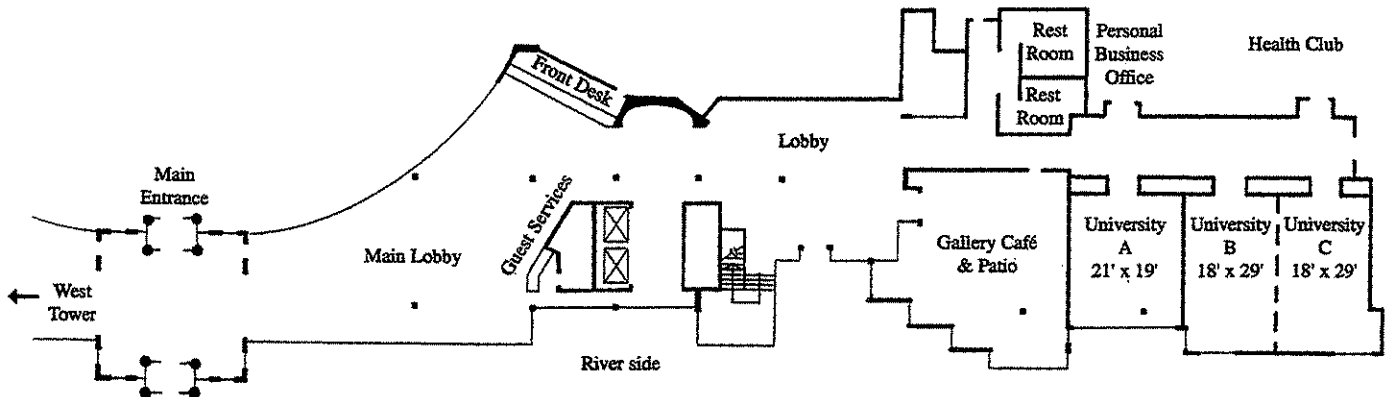 Rest
Room
Rest
Room
Personal
Business
Office
Health Club
Front Desk
Lobby
Main
Entrance
Guest Services
Main Lobby
West
Tower
River side
Gallery Café
& Patio
University
A
21' x 19'
University
B
18' x 29'
University
C
18' x 29'